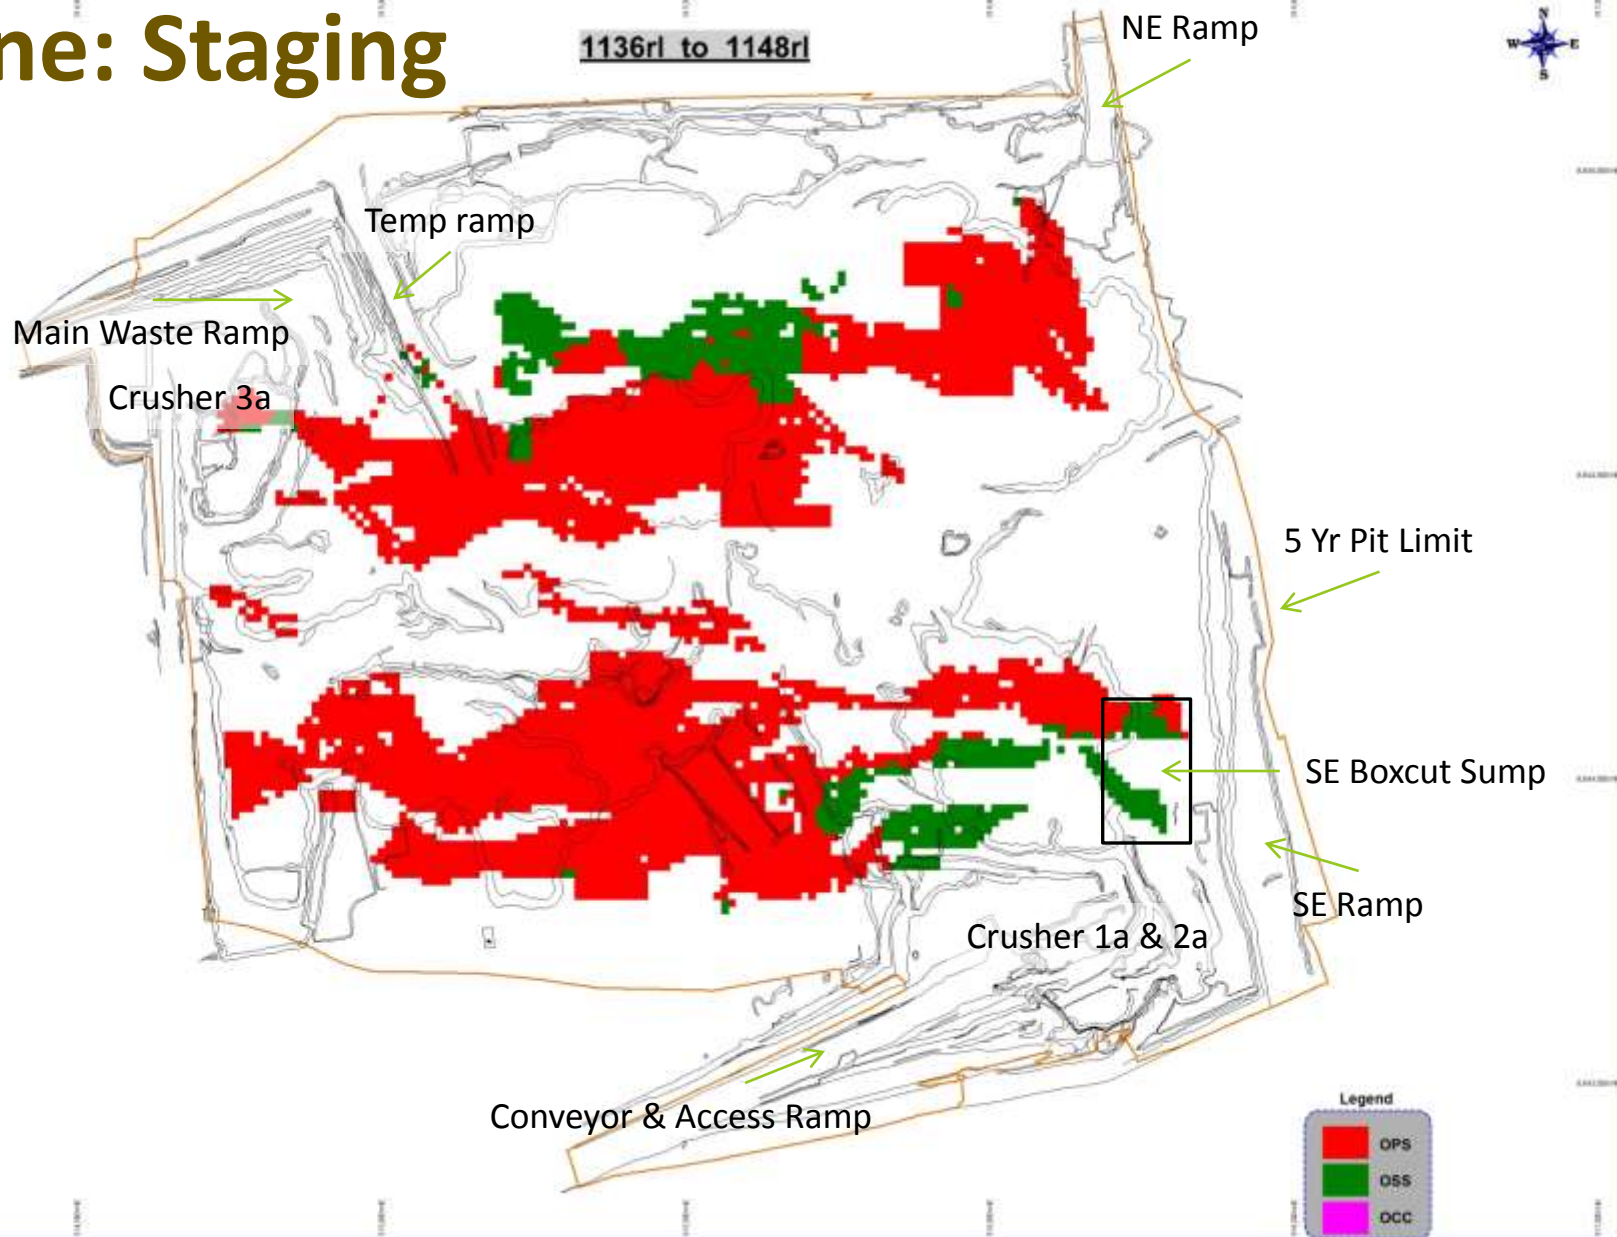 ne: Staging
1136rl to 1148rl
NE Ramp
N
W E
S
Temp ramp
Main Waste Ramp
Crusher 3a
5 Yr Pit Limit
SE Boxcut Sump
SE Ramp
Crusher 1a & 2a
Conveyor & Access Ramp
Legend
OPS
OSS
OCC